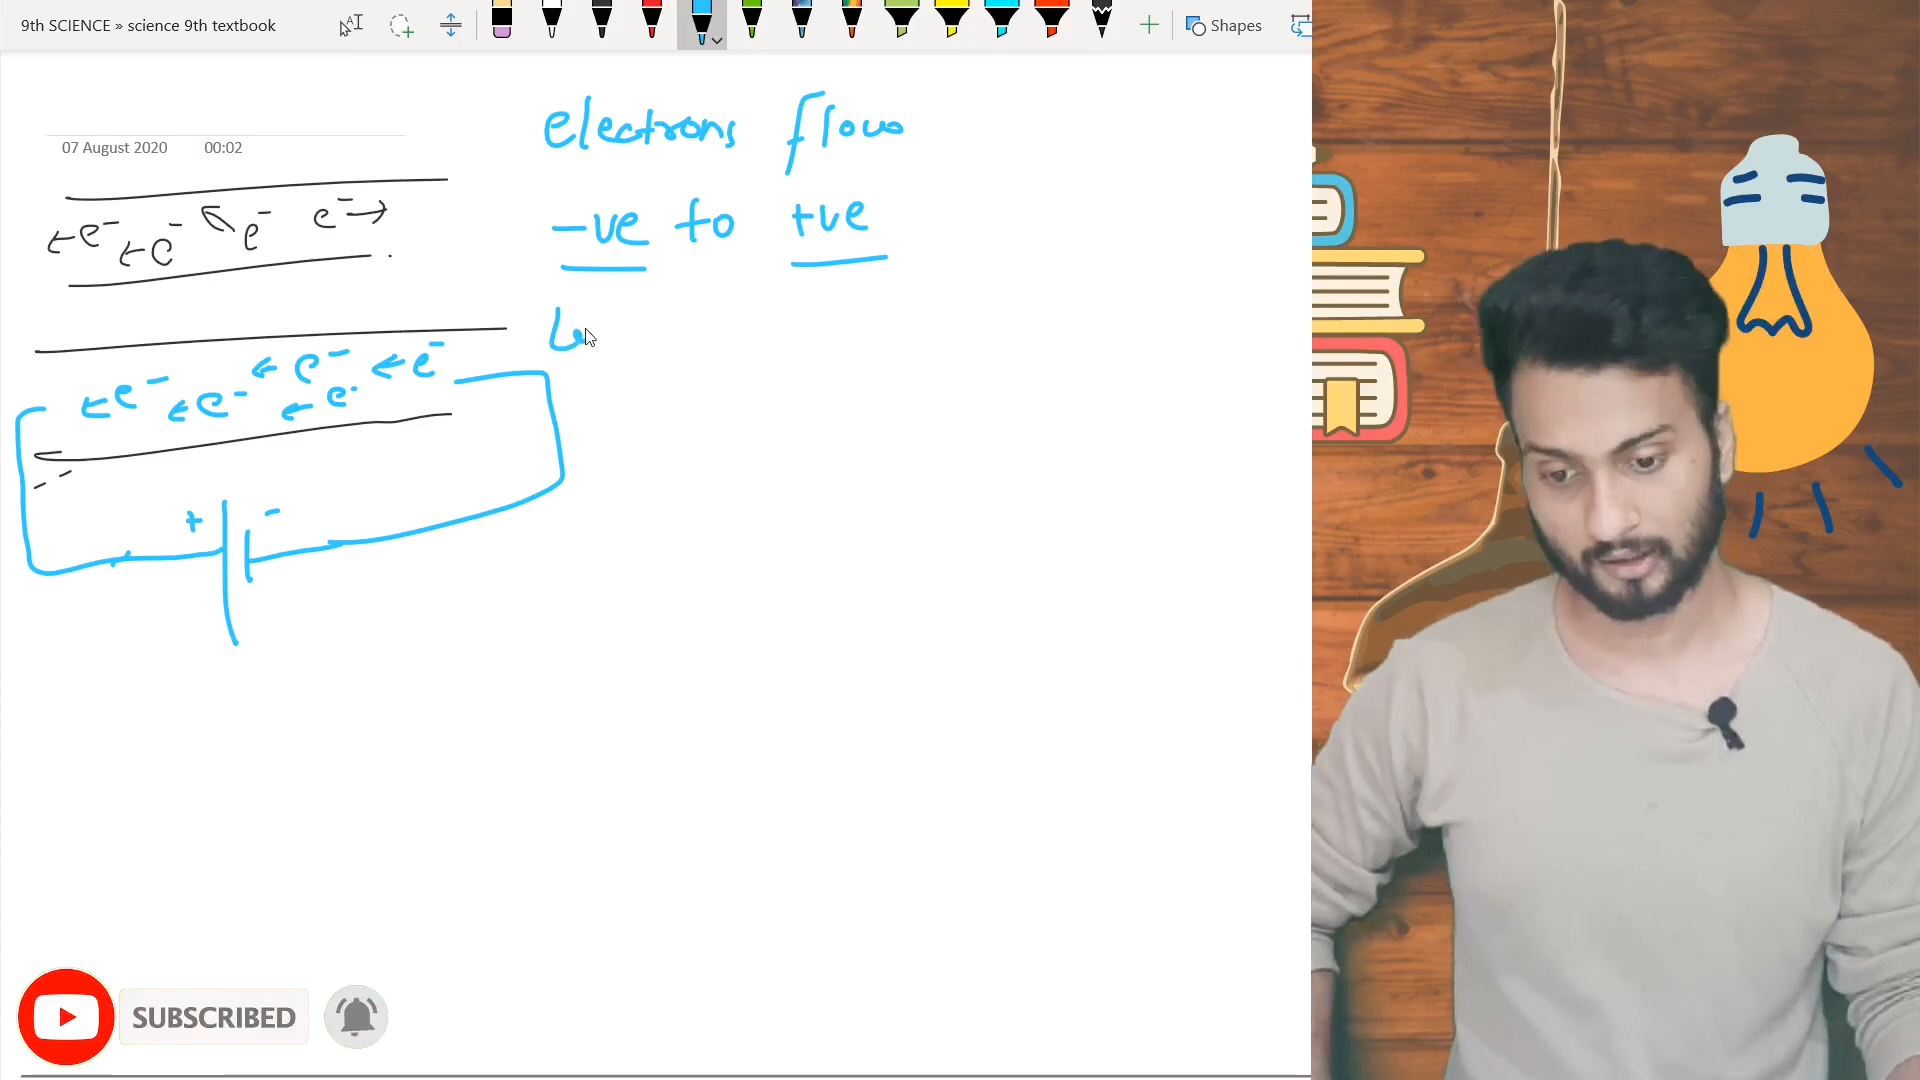 9th SCIENCE » science 9th textbook
Shapes
07 August 2020 00:02
electrons flow
-ve to +ve
←e⁻ ←e⁻ e⁻ e⁻→
←e⁻ ←e⁻ ←e⁻ ←e⁻ ←e⁻
+ -
SUBSCRIBED